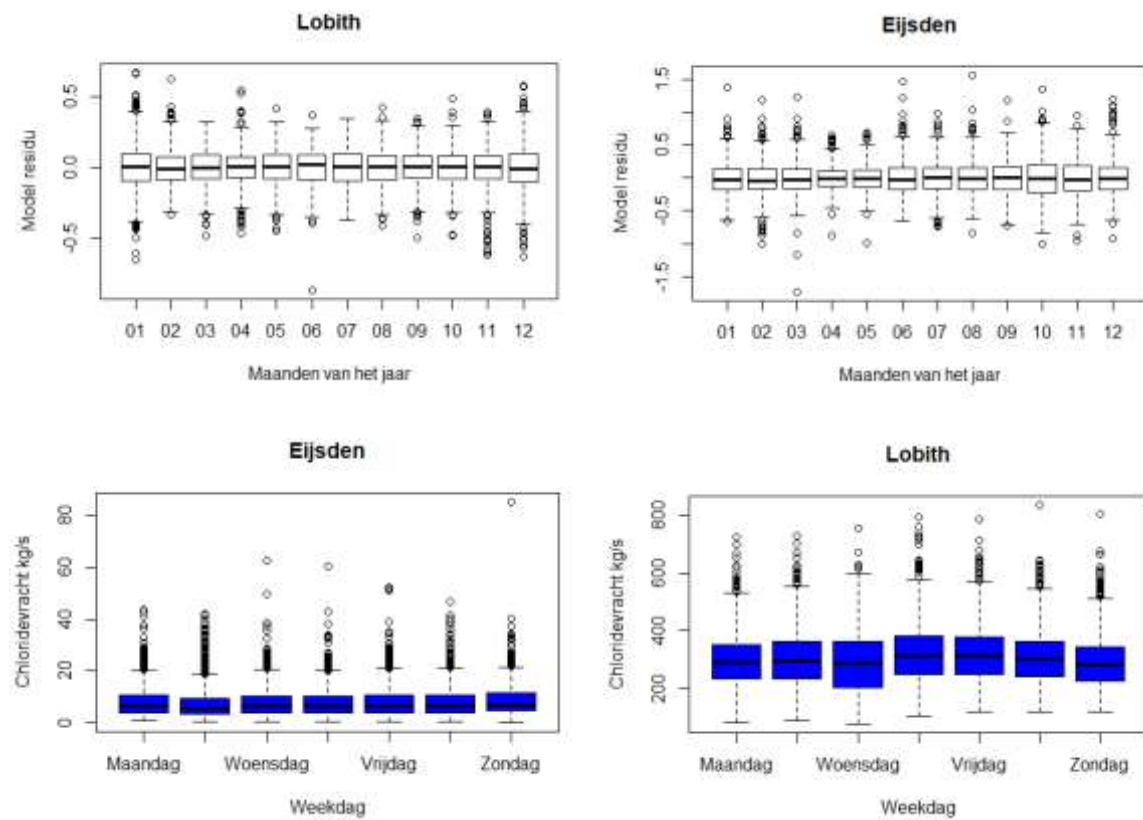 Lobith
Model residu
0.5
0.0
-0.5
01 02 03 04 05 06 07 08 09 10 11 12
Maanden van het jaar
Eijsden
Model residu
1.5
0.5
-0.5
-1.5
01 02 03 04 05 06 07 08 09 10 11 12
Maanden van het jaar
Eijsden
Chloridevracht kg/s
80
60
40
20
0
Maandag Woensdag Vrijdag Zondag
Weekdag
Lobith
Chloridevracht kg/s
800
600
400
200
Maandag Woensdag Vrijdag Zondag
Weekdag